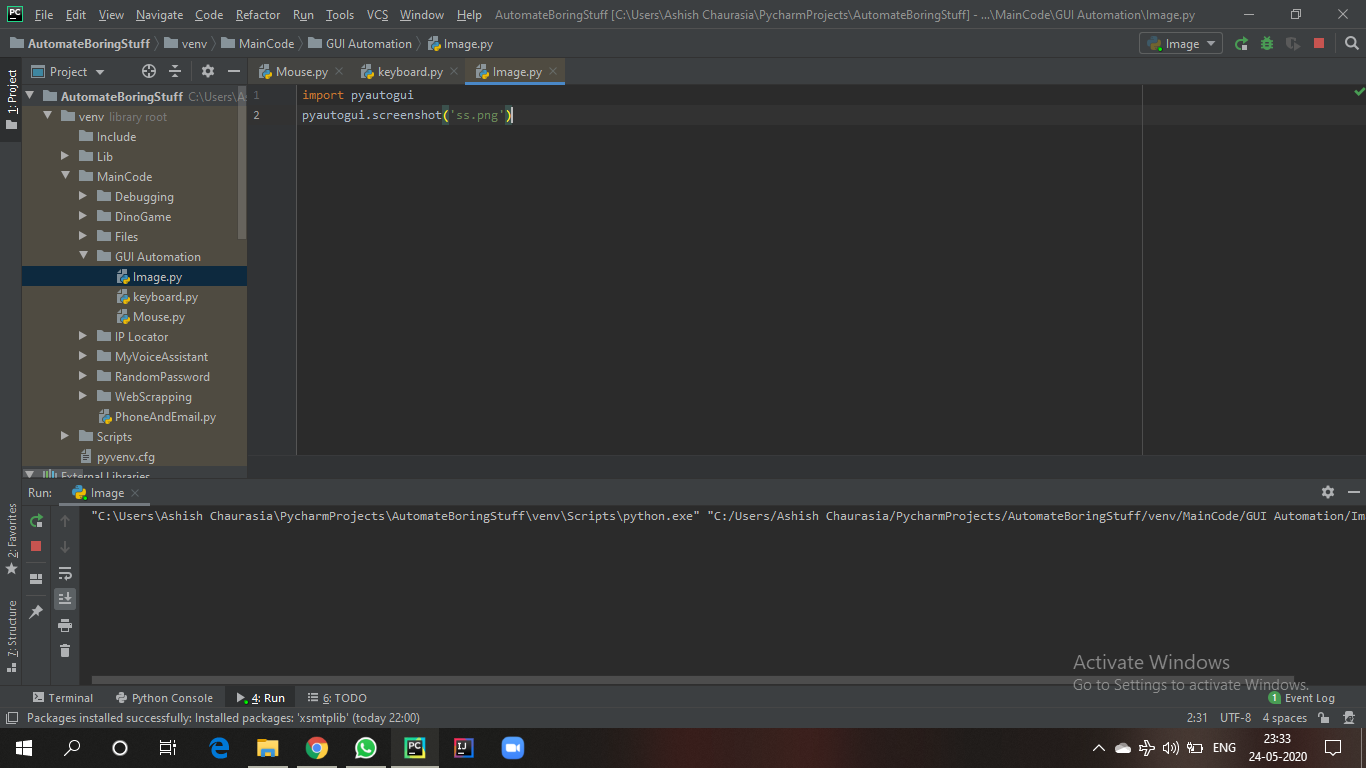 PC File Edit View Navigate Code Refactor Run Tools VCS Window Help AutomateBoringStuff [C:\Users\Ashish Chaurasia\PycharmProjects\AutomateBoringStuff] - ...\MainCode\GUI Automation\Image.py
AutomateBoringStuff venv MainCode GUI Automation Image.py Image
1: Project
Project Mouse.py keyboard.py Image.py
AutomateBoringStuff C:\Users\A
venv library root
Include
Lib
MainCode
Debugging
DinoGame
Files
GUI Automation
Image.py
keyboard.py
Mouse.py
IP Locator
MyVoiceAssistant
RandomPassword
WebScrapping
PhoneAndEmail.py
Scripts
pyvenv.cfg
External Libraries
1 import pyautogui
2 pyautogui.screenshot('ss.png')
Run: Image
"C:\Users\Ashish Chaurasia\PycharmProjects\AutomateBoringStuff\venv\Scripts\python.exe" "C:/Users/Ashish Chaurasia/PycharmProjects/AutomateBoringStuff/venv/MainCode/GUI Automation/Im
2: Favorites
7: Structure
Activate Windows
Go to Settings to activate Windows.
Terminal Python Console 4: Run 6: TODO 1 Event Log
Packages installed successfully: Installed packages: 'xsmtplib' (today 22:00) 2:31 UTF-8 4 spaces
PC IJ ENG 23:33
24-05-2020